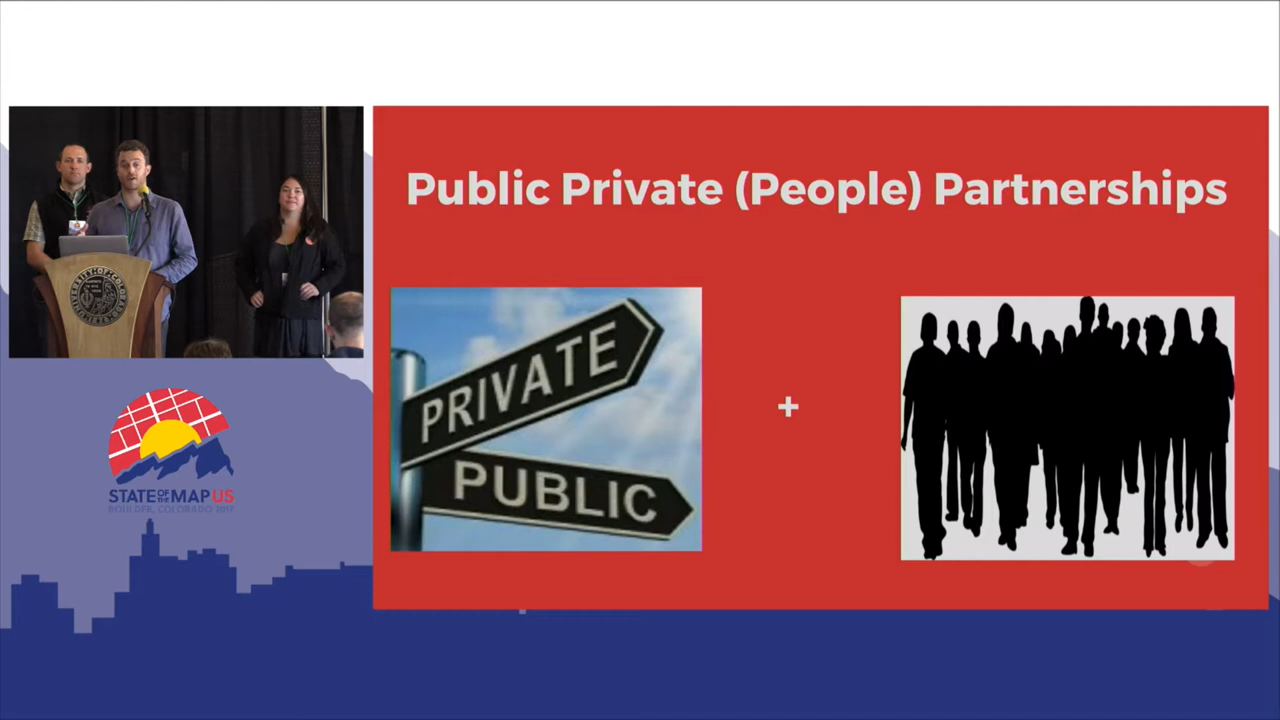 Public Private (People) Partnerships
PRIVATE
PUBLIC
+
STATE OF THE MAP US
BOULDER, COLORADO 2017